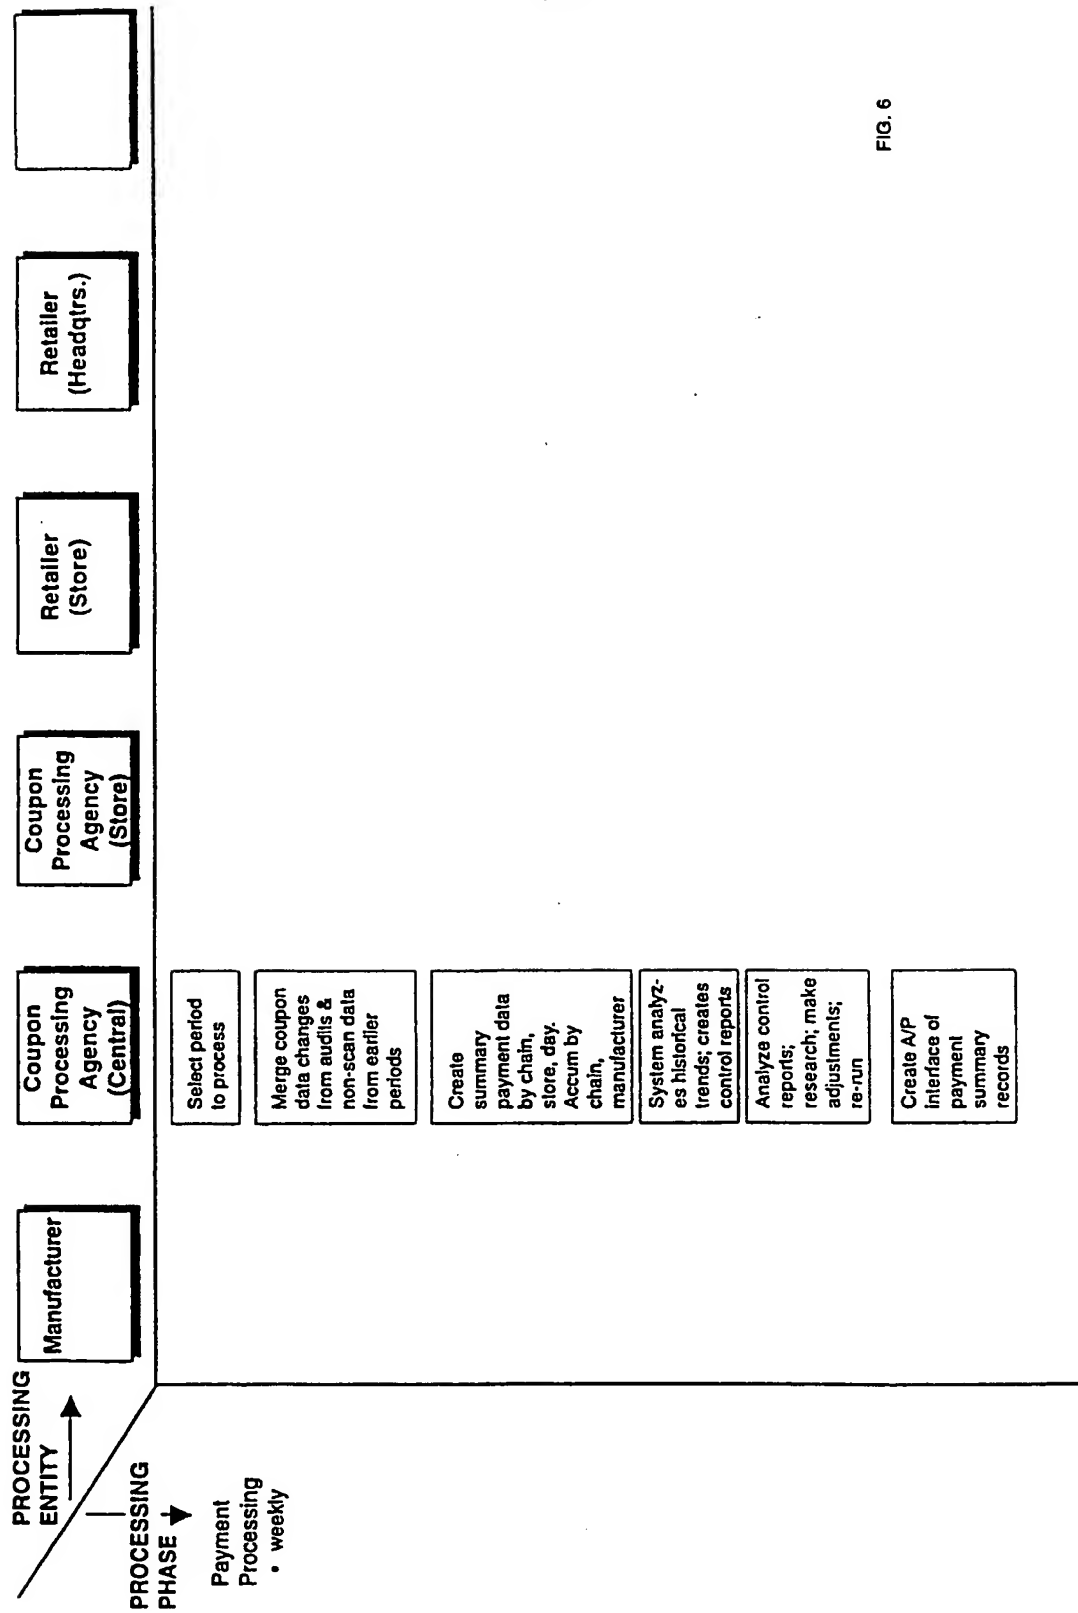 PROCESSING
ENTITY
PROCESSING
PHASE
Manufacturer
Coupon
Processing
Agency
(Central)
Coupon
Processing
Agency
(Store)
Retailer
(Store)
Retailer
(Headqtrs.)
Payment
Processing
• weekly
Select period
to process
Merge coupon
data changes
from audits &
non-scan data
from earlier
periods
Create
summary
payment data
by chain,
store, day.
Accum by
chain,
manufacturer
System analyz-
es historical
trends; creates
control reports
Analyze control
reports;
research; make
adjustments;
re-run
Create A/P
interface of
payment
summary
records
FIG. 6